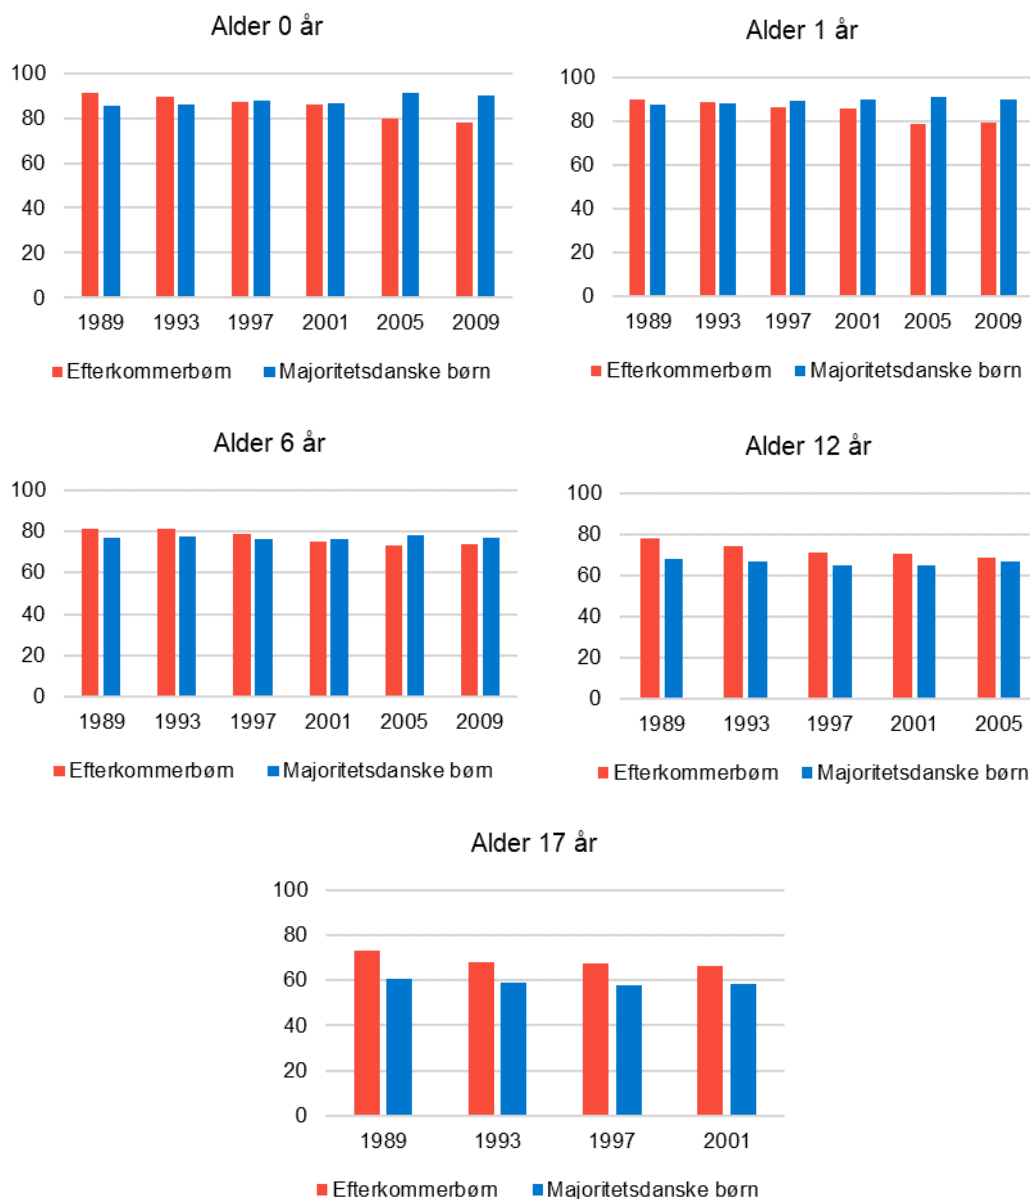 Alder 0 år
100
80
60
40
20
0
1989 1993 1997 2001 2005 2009
Efterkommerbørn Majoritetsdanske børn
Alder 1 år
100
80
60
40
20
0
1989 1993 1997 2001 2005 2009
Efterkommerbørn Majoritetsdanske børn
Alder 6 år
100
80
60
40
20
0
1989 1993 1997 2001 2005 2009
Efterkommerbørn Majoritetsdanske børn
Alder 12 år
100
80
60
40
20
0
1989 1993 1997 2001 2005
Efterkommerbørn Majoritetsdanske børn
Alder 17 år
100
80
60
40
20
0
1989 1993 1997 2001
Efterkommerbørn Majoritetsdanske børn